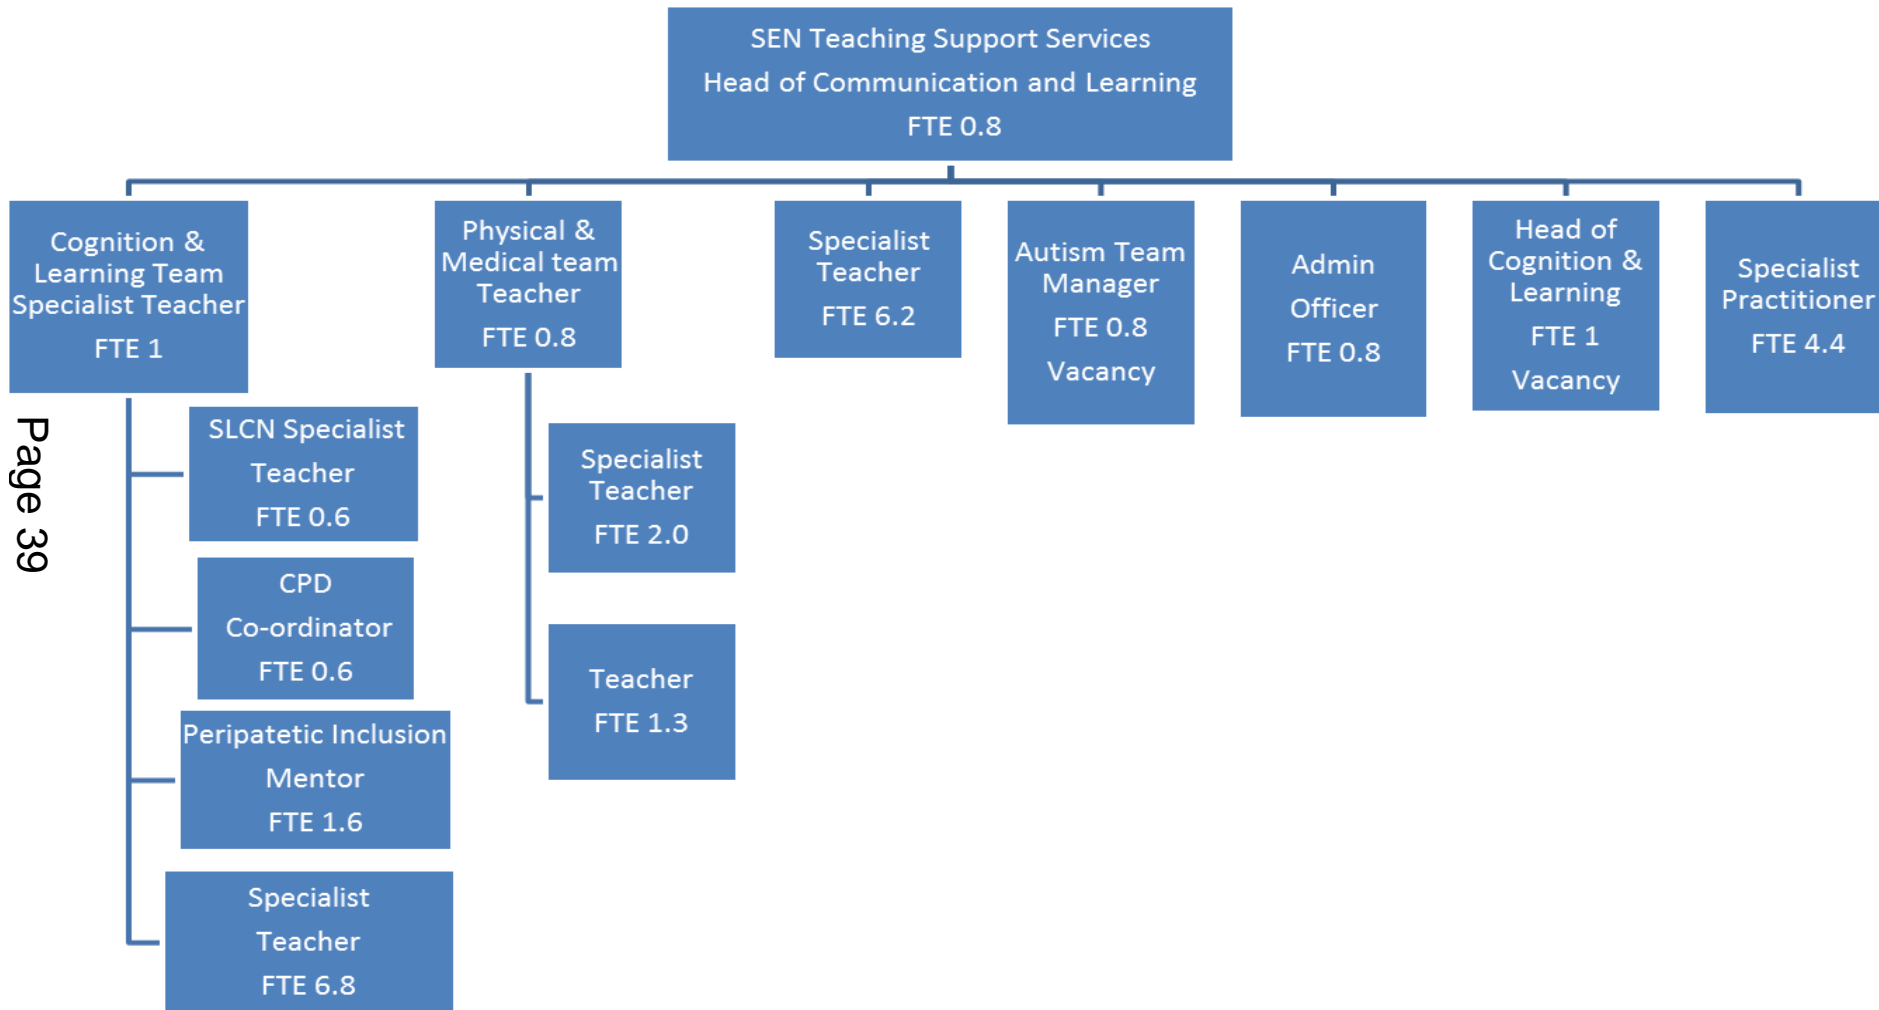 SEN Teaching Support Services
Head of Communication and Learning
FTE 0.8
Cognition &
Learning Team
Specialist Teacher
FTE 1
Physical &
Medical team
Teacher
FTE 0.8
Specialist
Teacher
FTE 6.2
Autism Team
Manager
FTE 0.8
Vacancy
Admin
Officer
FTE 0.8
Head of
Cognition &
Learning
FTE 1
Vacancy
Specialist
Practitioner
FTE 4.4
SLCN Specialist
Teacher
FTE 0.6
CPD
Co-ordinator
FTE 0.6
Peripatetic Inclusion
Mentor
FTE 1.6
Specialist
Teacher
FTE 6.8
Specialist
Teacher
FTE 2.0
Teacher
FTE 1.3
Page 39